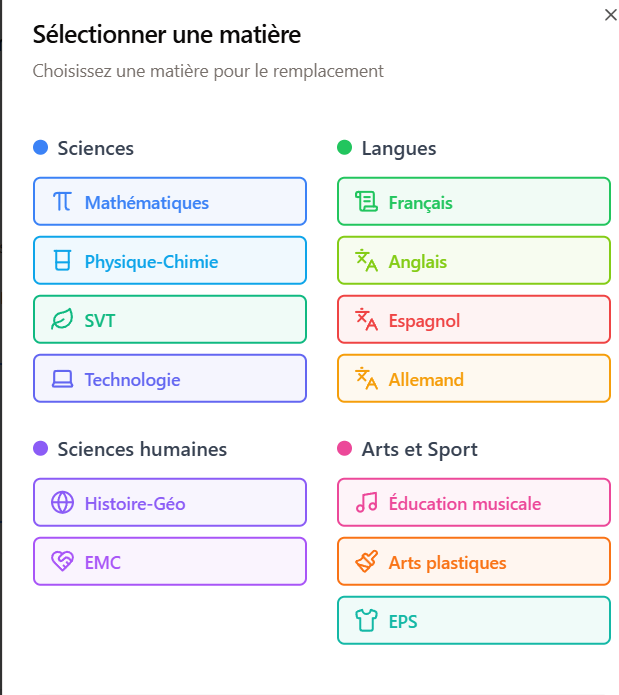 Sélectionner une matière
Choisissez une matière pour le remplacement
Sciences
Mathématiques
Physique-Chimie
SVT
Technologie
Langues
Français
Anglais
Espagnol
Allemand
Sciences humaines
Histoire-Géo
EMC
Arts et Sport
Éducation musicale
Arts plastiques
EPS